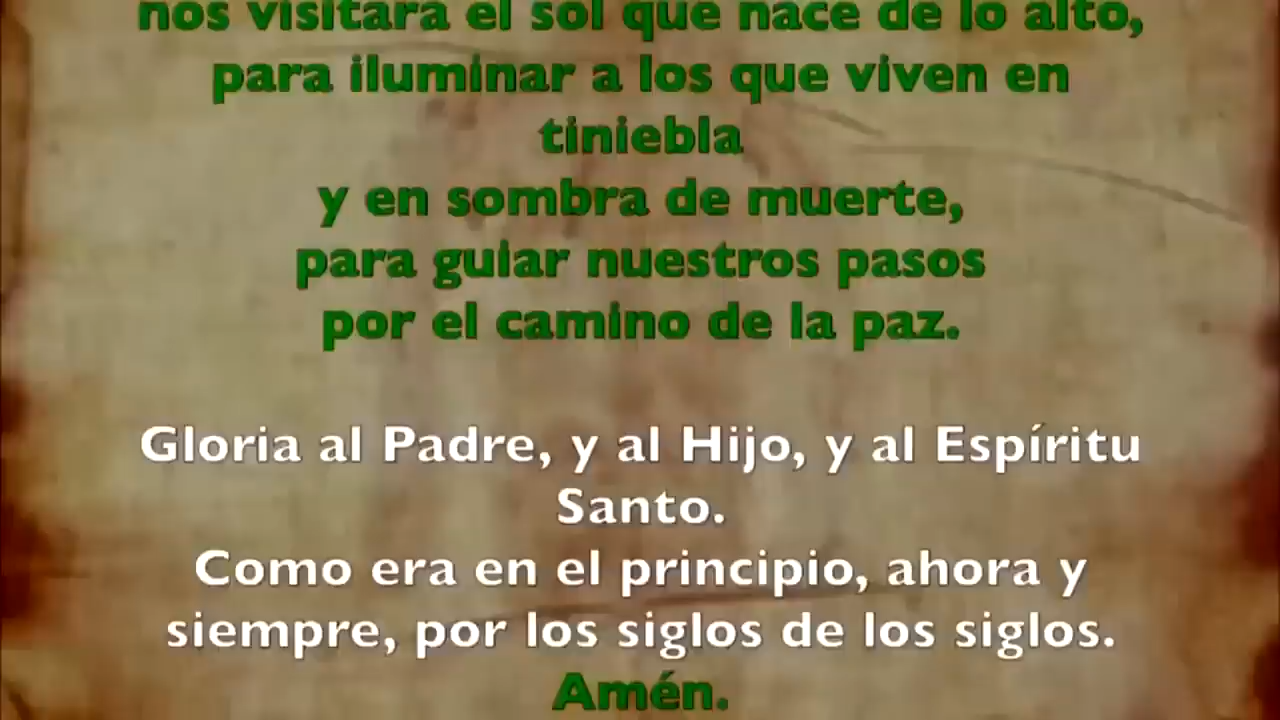 nos visitará el sol que nace de lo alto,
para iluminar a los que viven en
tiniebla
y en sombra de muerte,
para guiar nuestros pasos
por el camino de la paz.
Gloria al Padre, y al Hijo, y al Espíritu
Santo.
Como era en el principio, ahora y
siempre, por los siglos de los siglos.
Amén.